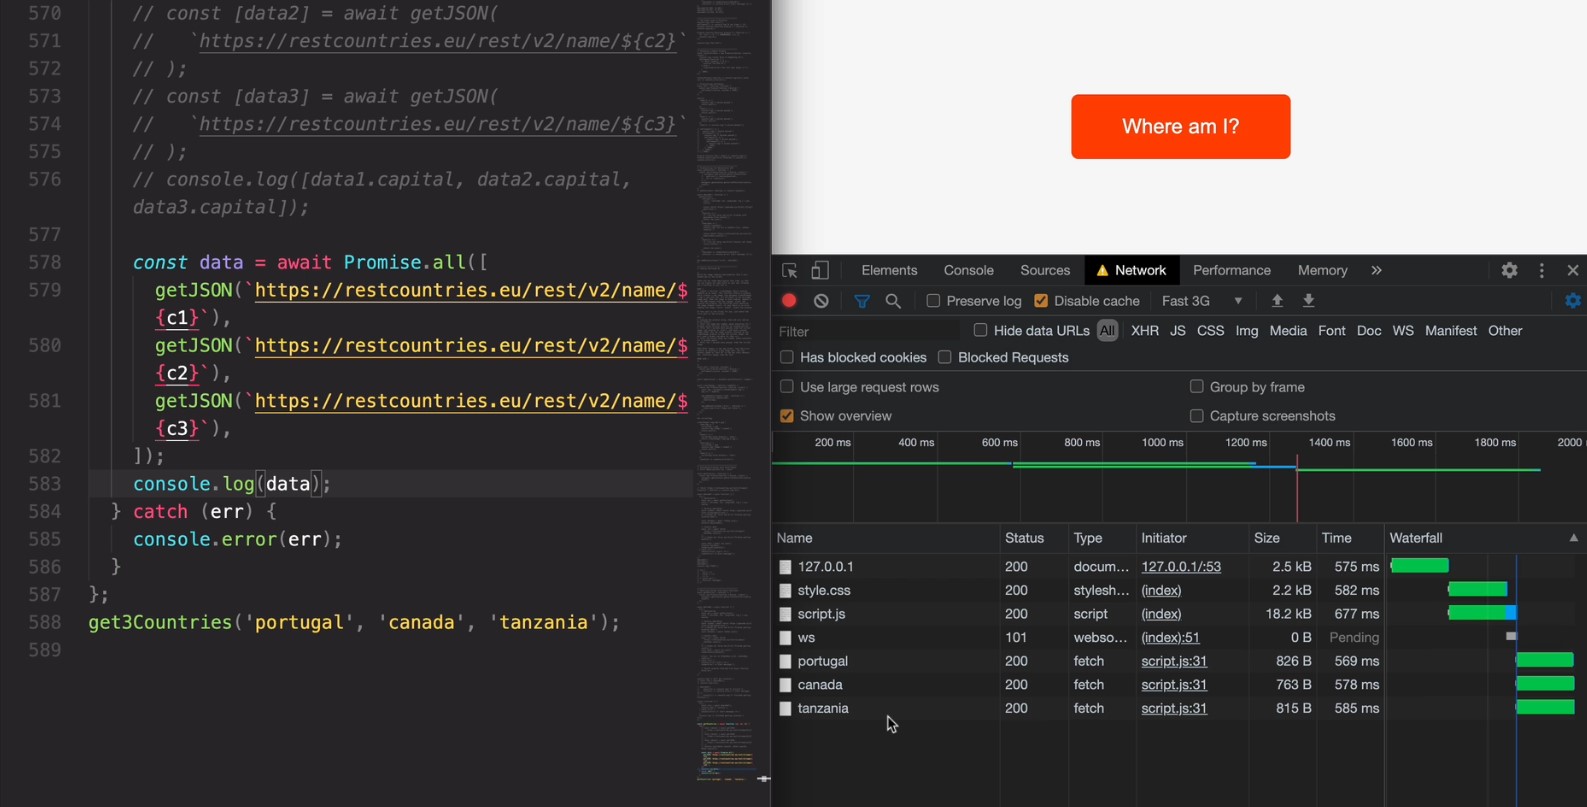 570 // const [data2] = await getJSON(
571 //   `https://restcountries.eu/rest/v2/name/${c2}`
572 // );
573 // const [data3] = await getJSON(
574 //   `https://restcountries.eu/rest/v2/name/${c3}`
575 // );
576 // console.log([data1.capital, data2.capital,
data3.capital]);
577
578 const data = await Promise.all([
579 getJSON(`https://restcountries.eu/rest/v2/name/$
{c1}`),
580 getJSON(`https://restcountries.eu/rest/v2/name/$
{c2}`),
581 getJSON(`https://restcountries.eu/rest/v2/name/$
{c3}`),
582 ]);
583 console.log(data);
584 } catch (err) {
585 console.error(err);
586 }
587 };
588 get3Countries('portugal', 'canada', 'tanzania');
589
Where am I?
Elements Console Sources Network Performance Memory »
Preserve log Disable cache Fast 3G
Filter Hide data URLs All XHR JS CSS Img Media Font Doc WS Manifest Other
Has blocked cookies Blocked Requests
Use large request rows Group by frame
Show overview Capture screenshots
200 ms 400 ms 600 ms 800 ms 1000 ms 1200 ms 1400 ms 1600 ms 1800 ms 2000
Name Status Type Initiator Size Time Waterfall
127.0.0.1 200 docum... 127.0.0.1/:53 2.5 kB 575 ms
style.css 200 stylesh... (index) 2.2 kB 582 ms
script.js 200 script (index) 18.2 kB 677 ms
ws 101 webso... (index):51 0 B Pending
portugal 200 fetch script.js:31 826 B 569 ms
canada 200 fetch script.js:31 763 B 578 ms
tanzania 200 fetch script.js:31 815 B 585 ms